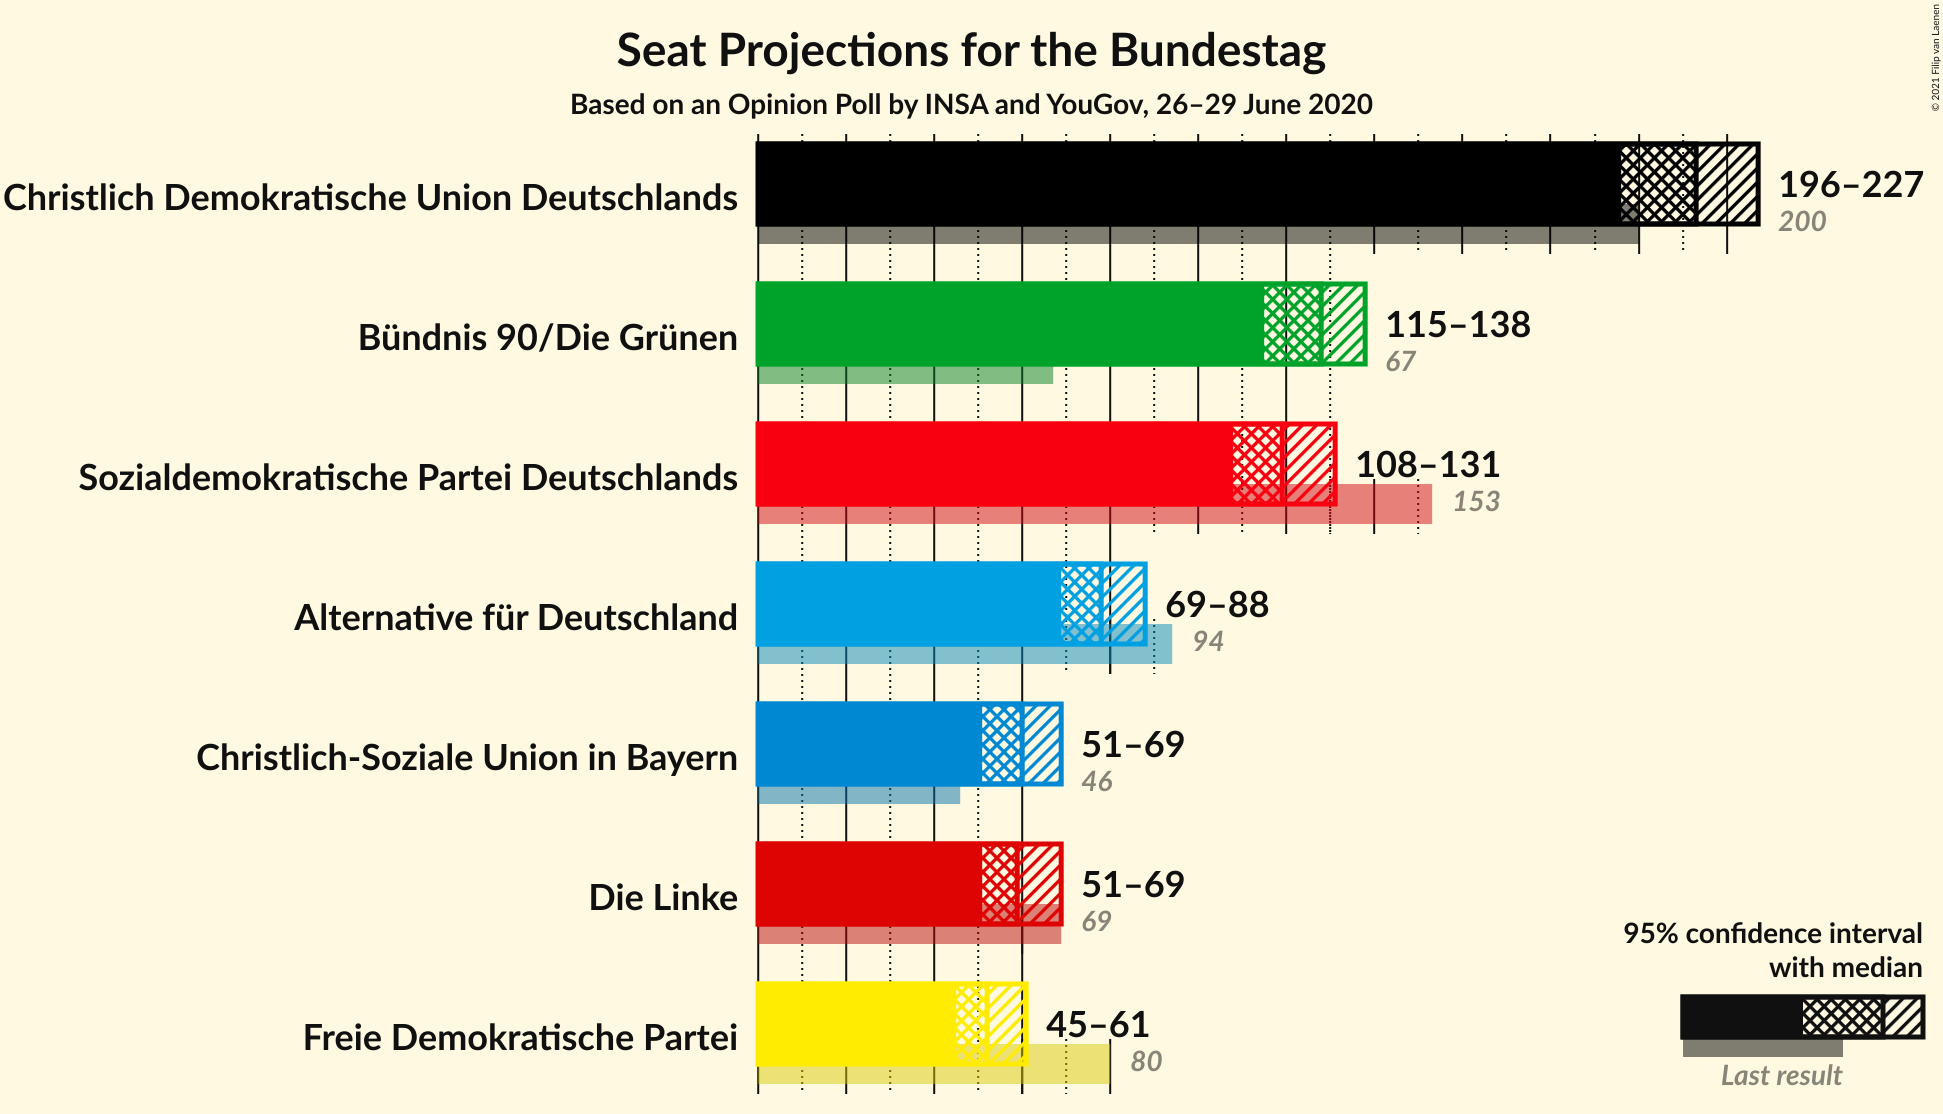 Seat Projections for the Bundestag
Based on an Opinion Poll by INSA and YouGov, 26–29 June 2020
© 2021 Filip van Laenen
Christlich Demokratische Union Deutschlands
196–227
200
Bündnis 90/Die Grünen
115–138
67
Sozialdemokratische Partei Deutschlands
108–131
153
Alternative für Deutschland
69–88
94
Christlich-Soziale Union in Bayern
51–69
46
Die Linke
51–69
69
Freie Demokratische Partei
45–61
80
95% confidence interval
with median
Last result